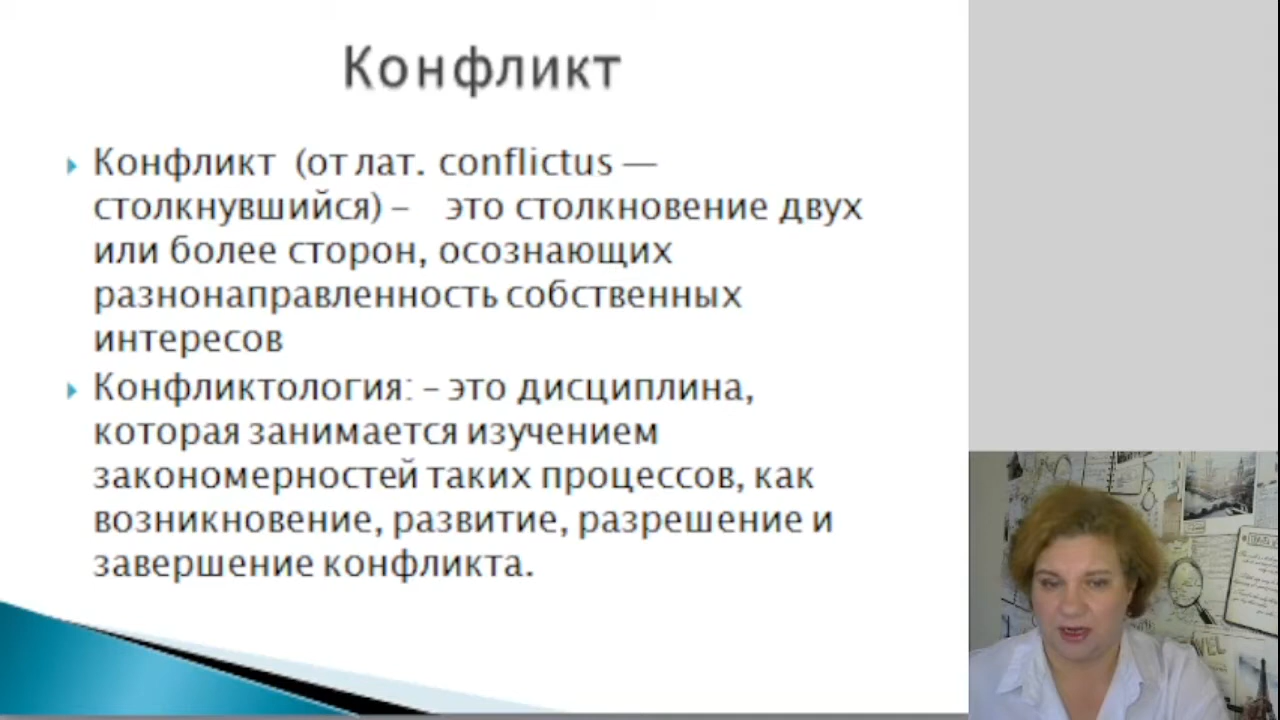 Конфликт
Конфликт (от лат. conflictus —
столкнувшийся) – это столкновение двух
или более сторон, осознающих
разнонаправленность собственных
интересов
Конфликтология: – это дисциплина,
которая занимается изучением
закономерностей таких процессов, как
возникновение, развитие, разрешение и
завершение конфликта.